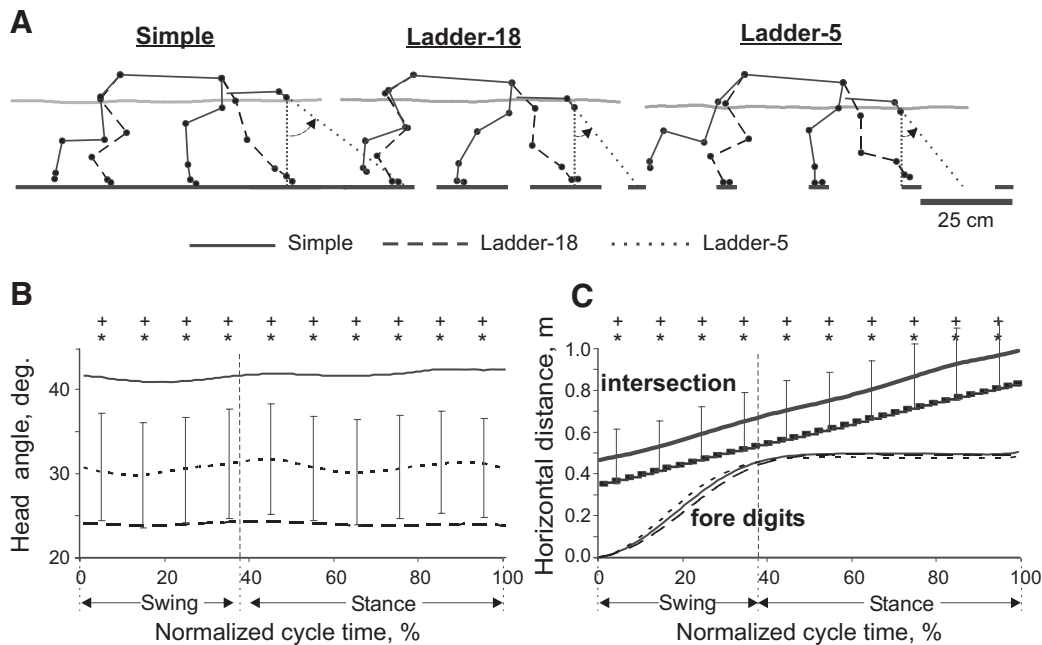 A
Simple
Ladder-18
Ladder-5
25 cm
Simple
Ladder-18
Ladder-5
B
+ + + + + + + + + +
* * * * * * * * * *
Head angle, deg.
40
30
20
0 20 40 60 80 100
Swing Stance
Normalized cycle time, %
C
+ + + + + + + + + +
* * * * * * * * * *
Horizontal distance, m
1.0
0.8
0.6
0.4
0.2
0.0
intersection
fore digits
0 20 40 60 80 100
Swing Stance
Normalized cycle time, %